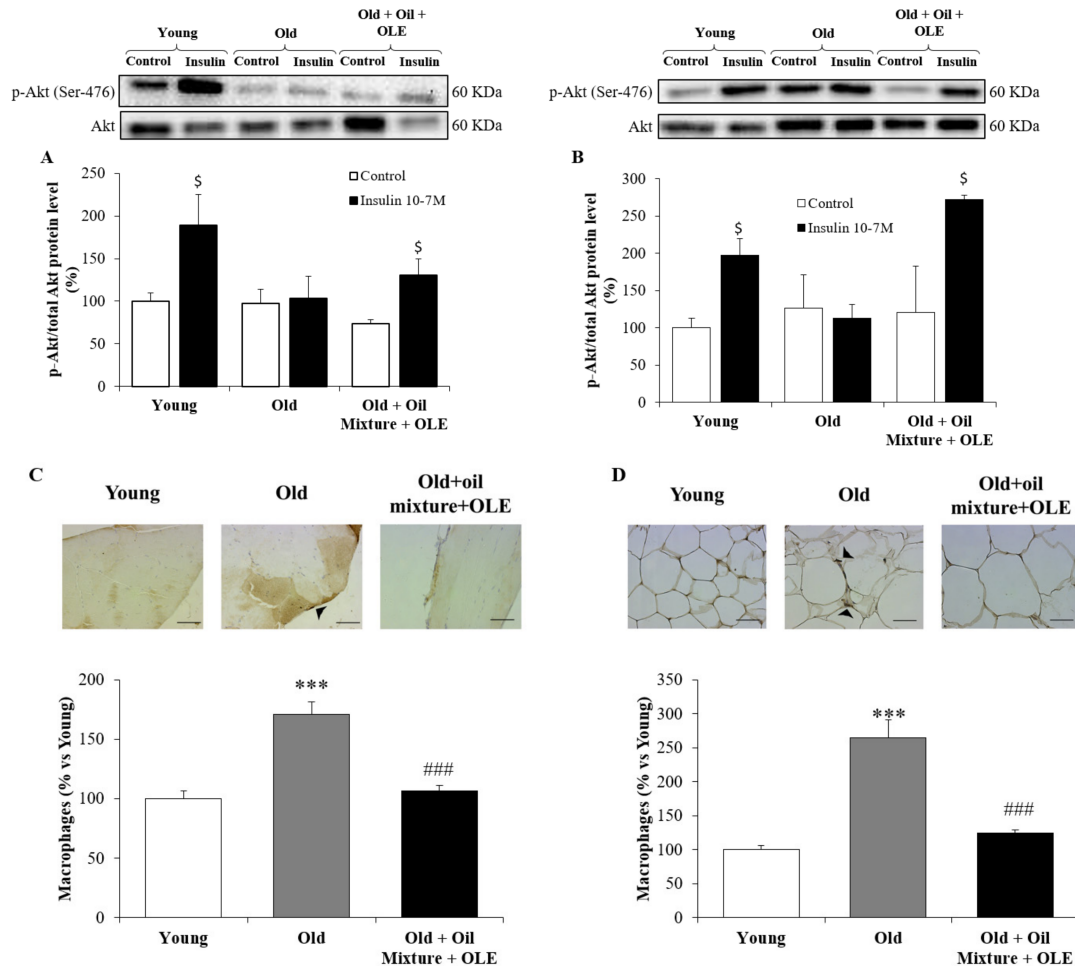 Young
Old
Old + Oil +
OLE
Control Insulin Control Insulin Control Insulin
p-Akt (Ser-476)
60 KDa
Akt
60 KDa
A
p-Akt/total Akt protein level
(%)
250
200
150
100
50
0
Control
Insulin 10-7M
$
$
Young
Old
Old + Oil
Mixture + OLE
Young
Old
Old + Oil +
OLE
Control Insulin Control Insulin Control Insulin
p-Akt (Ser-476)
60 KDa
Akt
60 KDa
B
p-Akt/total Akt protein level
(%)
300
250
200
150
100
50
0
Control
Insulin 10-7M
$
$
Young
Old
Old + Oil
Mixture + OLE
C
Young
Old
Old+oil
mixture+OLE
Macrophages (% vs Young)
200
150
100
50
0
***
###
Young
Old
Old + Oil
Mixture + OLE
D
Young
Old
Old+oil
mixture+OLE
Macrophages (% vs Young)
350
300
250
200
150
100
50
0
***
###
Young
Old
Old + Oil
Mixture + OLE